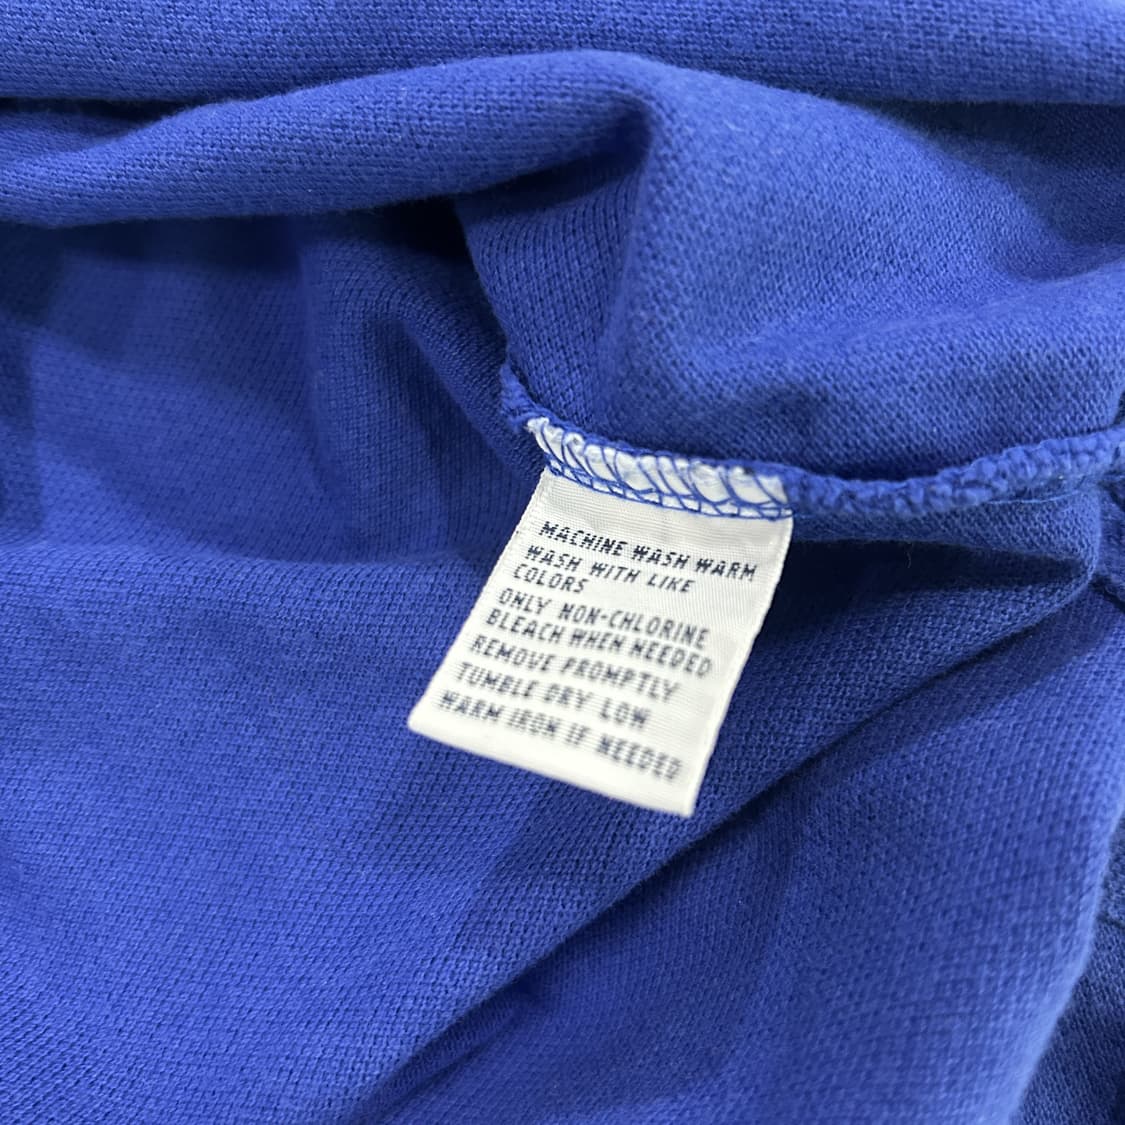 MACHINE WASH WARM
WASH WITH LIKE
COLORS
ONLY NON-CHLORINE
BLEACH WHEN NEEDED
REMOVE PROMPTLY
TUMBLE DRY LOW
WARM IRON IF NEEDED